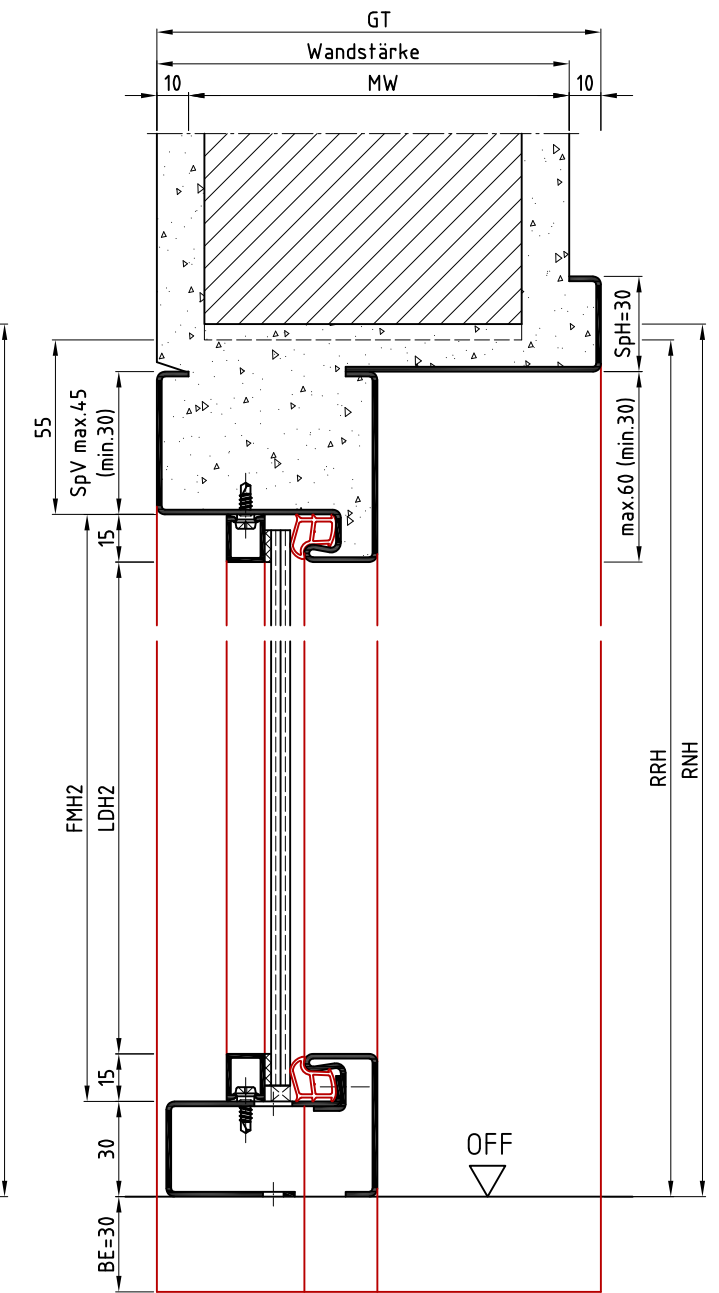 GT
Wandstärke
10
MW
10
SpH=30
55
SpV max.45
(min.30)
max.60 (min.30)
15
FMH2
LDH2
RRH
RNH
15
30
OFF
BE=30